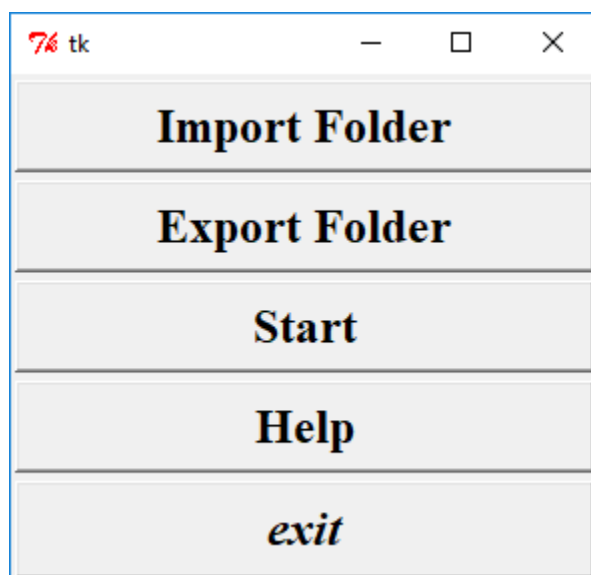 tk
Import Folder
Export Folder
Start
Help
exit